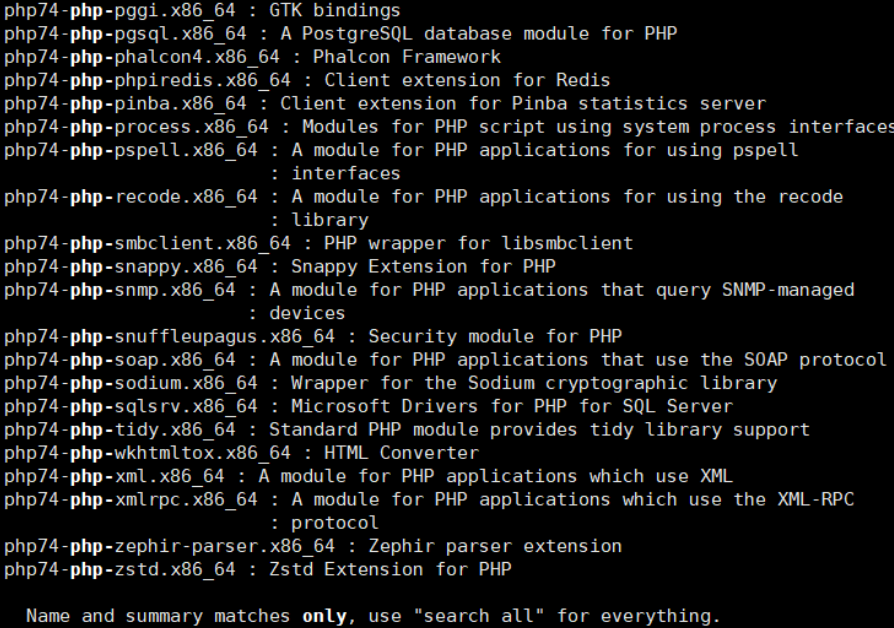 php74-php-pggi.x86_64 : GTK bindings
php74-php-pgsql.x86_64 : A PostgreSQL database module for PHP
php74-php-phalcon4.x86_64 : Phalcon Framework
php74-php-phpiredis.x86_64 : Client extension for Redis
php74-php-pinba.x86_64 : Client extension for Pinba statistics server
php74-php-process.x86_64 : Modules for PHP script using system process interfaces
php74-php-pspell.x86_64 : A module for PHP applications for using pspell
: interfaces
php74-php-recode.x86_64 : A module for PHP applications for using the recode
: library
php74-php-smbclient.x86_64 : PHP wrapper for libsmbclient
php74-php-snappy.x86_64 : Snappy Extension for PHP
php74-php-snmp.x86_64 : A module for PHP applications that query SNMP-managed
: devices
php74-php-snuffleupagus.x86_64 : Security module for PHP
php74-php-soap.x86_64 : A module for PHP applications that use the SOAP protocol
php74-php-sodium.x86_64 : Wrapper for the Sodium cryptographic library
php74-php-sqlsrv.x86_64 : Microsoft Drivers for PHP for SQL Server
php74-php-tidy.x86_64 : Standard PHP module provides tidy library support
php74-php-wkhtmltox.x86_64 : HTML Converter
php74-php-xml.x86_64 : A module for PHP applications which use XML
php74-php-xmlrpc.x86_64 : A module for PHP applications which use the XML-RPC
: protocol
php74-php-zephir-parser.x86_64 : Zephir parser extension
php74-php-zstd.x86_64 : Zstd Extension for PHP
Name and summary matches only, use "search all" for everything.